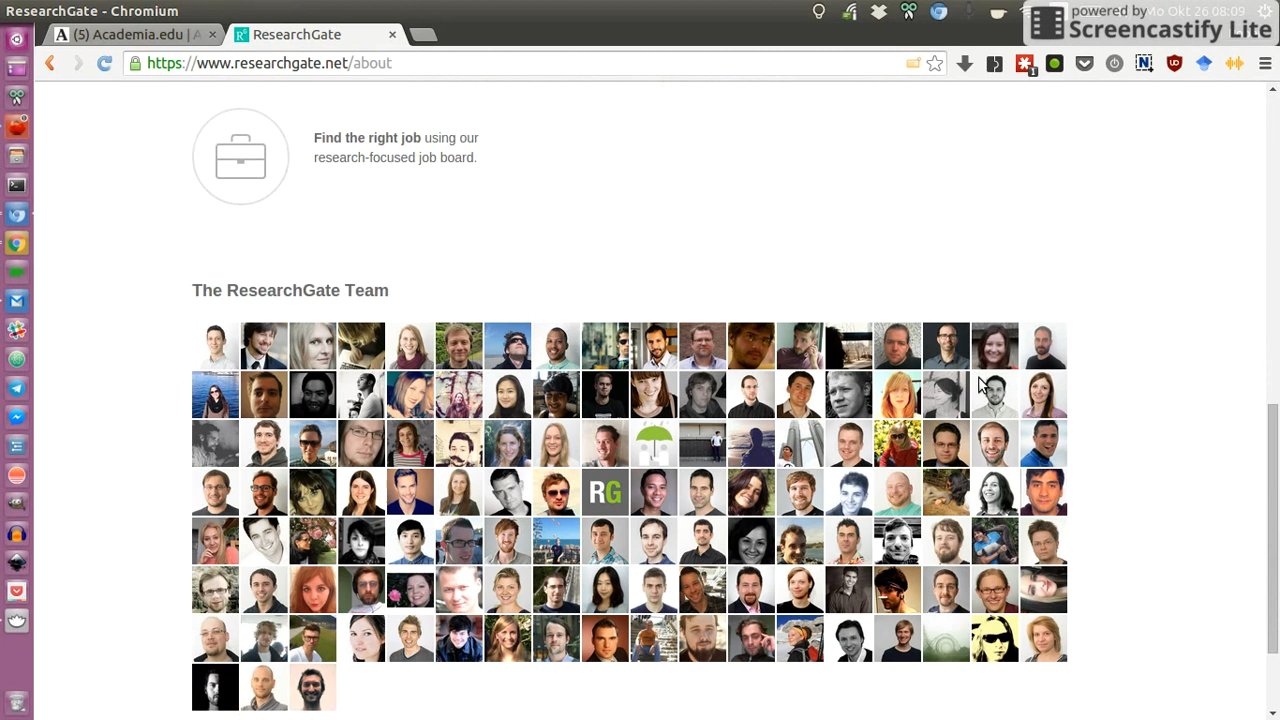 ResearchGate - Chromium
Mo Okt 26 08:09
powered by
Screencastify Lite
(5) Academia.edu | A
ResearchGate
https://www.researchgate.net/about
1
Find the right job using our
research-focused job board.
The ResearchGate Team
RG